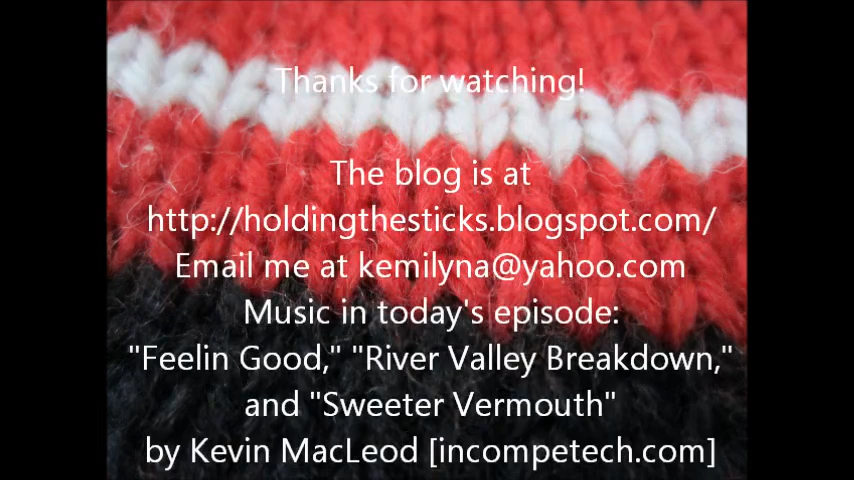 Thanks for watching!
The blog is at
http://holdingthesticks.blogspot.com/
Email me at kemilyna@yahoo.com
Music in today's episode:
"Feelin Good," "River Valley Breakdown,"
and "Sweeter Vermouth"
by Kevin MacLeod [incompetech.com]